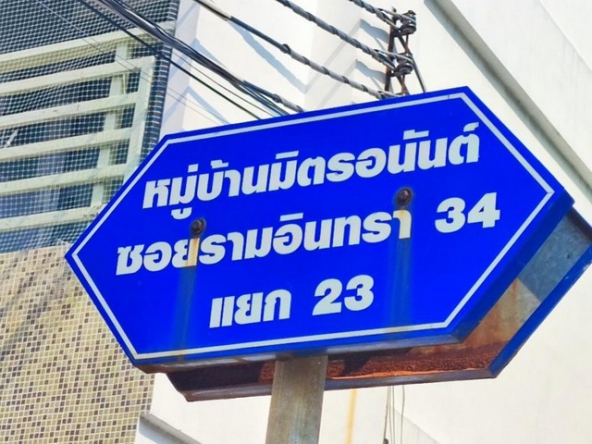 หมู่บ้านมิตรอนันต์
ซอยรามอินทรา 34
แยก 23